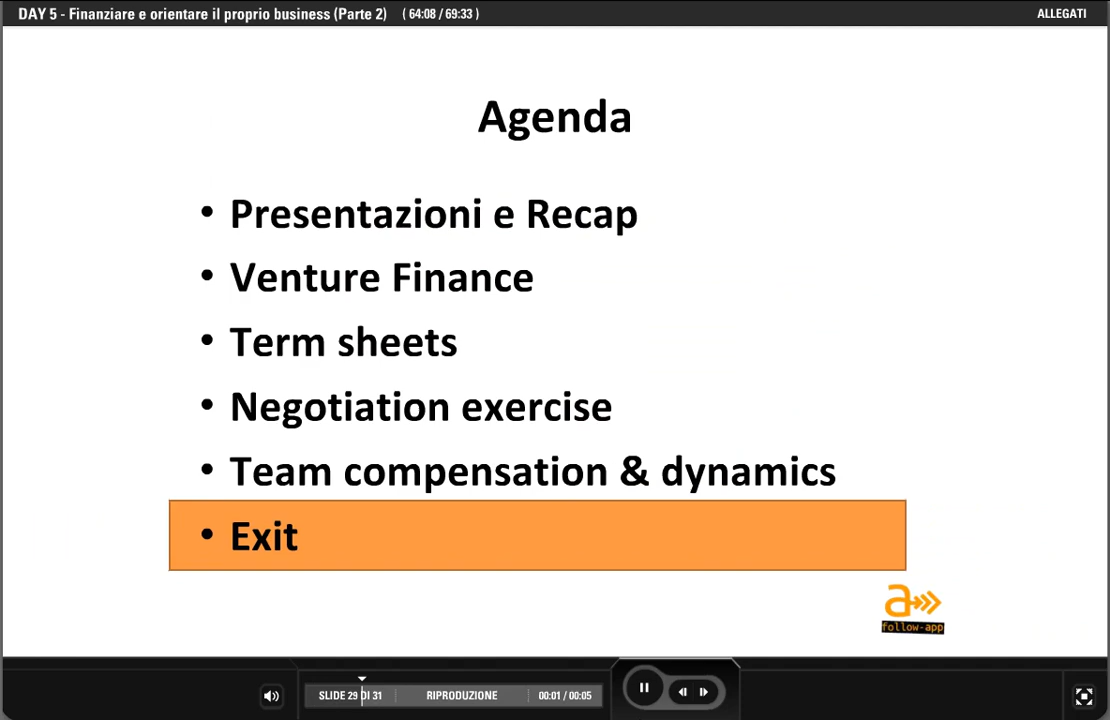 DAY 5 - Finanziare e orientare il proprio business (Parte 2) ( 64:08 / 69:33 ) ALLEGATI
Agenda
• Presentazioni e Recap
• Venture Finance
• Term sheets
• Negotiation exercise
• Team compensation & dynamics
• Exit
a
follow-app
SLIDE 29 DI 31 RIPRODUZIONE 00:01 / 00:05